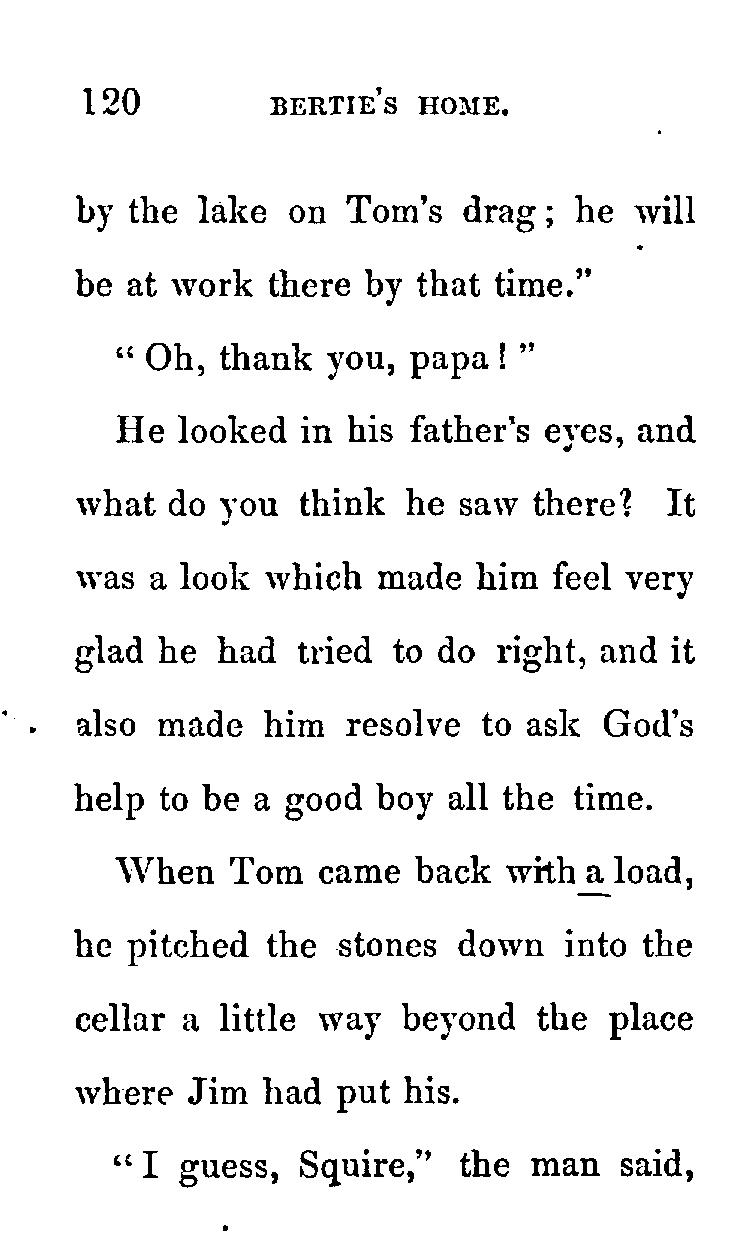 120 BERTIE'S HOME.
by the lake on Tom's drag; he will
be at work there by that time."
"Oh, thank you, papa!"
He looked in his father's eyes, and
what do you think he saw there? It
was a look which made him feel very
glad he had tried to do right, and it
also made him resolve to ask God's
help to be a good boy all the time.
When Tom came back with a load,
he pitched the stones down into the
cellar a little way beyond the place
where Jim had put his.
"I guess, Squire," the man said,